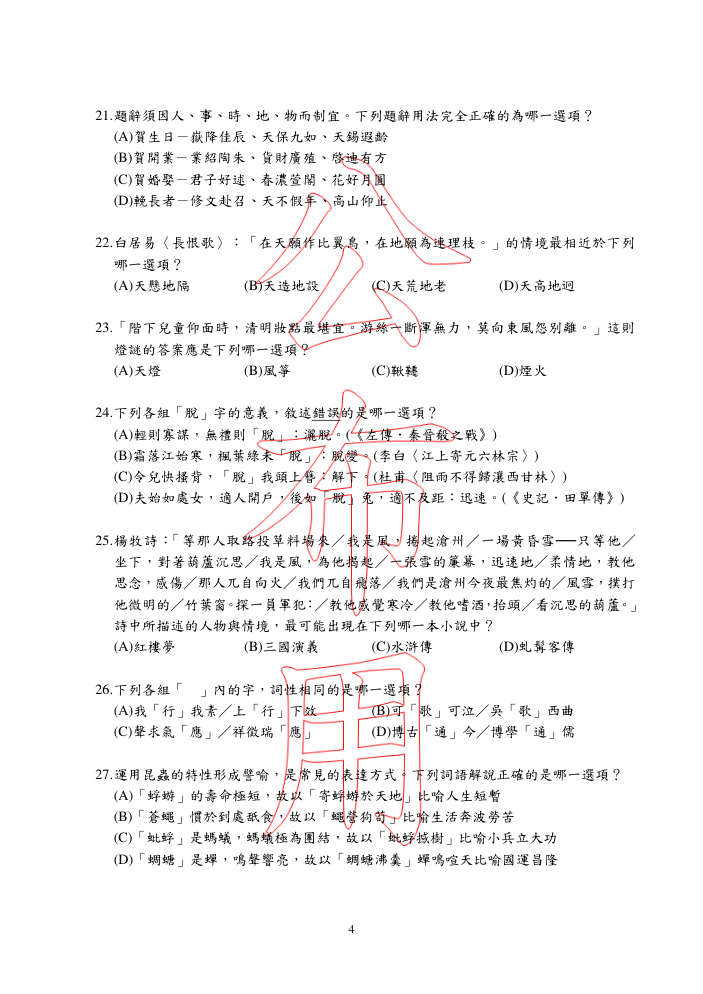 21.題辭須因人、事、時、地、物而制宜。下列題辭用法完全正確的為哪一選項？
(A)賀生日－嶽降佳辰、天保九如、天錫遐齡
(B)賀開業－業紹陶朱、貨財廣殖、啓迪有方
(C)賀婚娶－君子好逑、春濃萱閣、花好月圓
(D)輓長者－修文赴召、天不假年、高山仰止
22.白居易〈長恨歌〉：「在天願作比翼鳥，在地願為連理枝。」的情境最相近於下列
哪一選項？
(A)天懸地隔 (B)天造地設 (C)天荒地老 (D)天高地迥
23.「階下兒童仰面時，清明妝點最堪宜。游絲一斷渾無力，莫向東風怨別離。」這則
燈謎的答案應是下列哪一選項？
(A)天燈 (B)風箏 (C)鞦韆 (D)煙火
24.下列各組「脫」字的意義，敘述錯誤的是哪一選項？
(A)輕則寡謀，無禮則「脫」：灑脫。(《左傳．秦晉殽之戰》)
(B)霜落江始寒，楓葉綠未「脫」：脫變。(李白〈江上寄元六林宗〉)
(C)令兒快搔背，「脫」我頭上簪：解下。(杜甫〈阻雨不得歸瀼西甘林〉)
(D)夫始如處女，適人開戶，後如「脫」兔，適不及距：迅速。(《史記．田單傳》)
25.楊牧詩：「等那人取路投草料場來／我是風，捲起滄州／一場黃昏雪──只等他／
坐下，對著葫蘆沉思／我是風，為他揭起／一張雪的簾幕，迅速地／柔情地，教他
思念，感傷／那人兀自向火／我們兀自飛落／我們是滄州今夜最焦灼的／風雪，撲打
他微明的／竹葉窗。探一員軍犯：／教他感覺寒冷／教他嗜酒，抬頭／看沉思的葫蘆。」
詩中所描述的人物與情境，最可能出現在下列哪一本小說中？
(A)紅樓夢 (B)三國演義 (C)水滸傳 (D)虬髯客傳
26.下列各組「　」內的字，詞性相同的是哪一選項？
(A)我「行」我素／上「行」下效 (B)可「歌」可泣／吳「歌」西曲
(C)聲求氣「應」／祥徵瑞「應」 (D)博古「通」今／博學「通」儒
27.運用昆蟲的特性形成譬喻，是常見的表達方式。下列詞語解說正確的是哪一選項？
(A)「蜉蝣」的壽命極短，故以「寄蜉蝣於天地」比喻人生短暫
(B)「蒼蠅」慣於到處舐食，故以「蠅營狗苟」比喻生活奔波勞苦
(C)「蚍蜉」是螞蟻，螞蟻極為團結，故以「蚍蜉撼樹」比喻小兵立大功
(D)「蜩螗」是蟬，鳴聲響亮，故以「蜩螗沸羹」蟬鳴喧天比喻國運昌隆
公布用
4